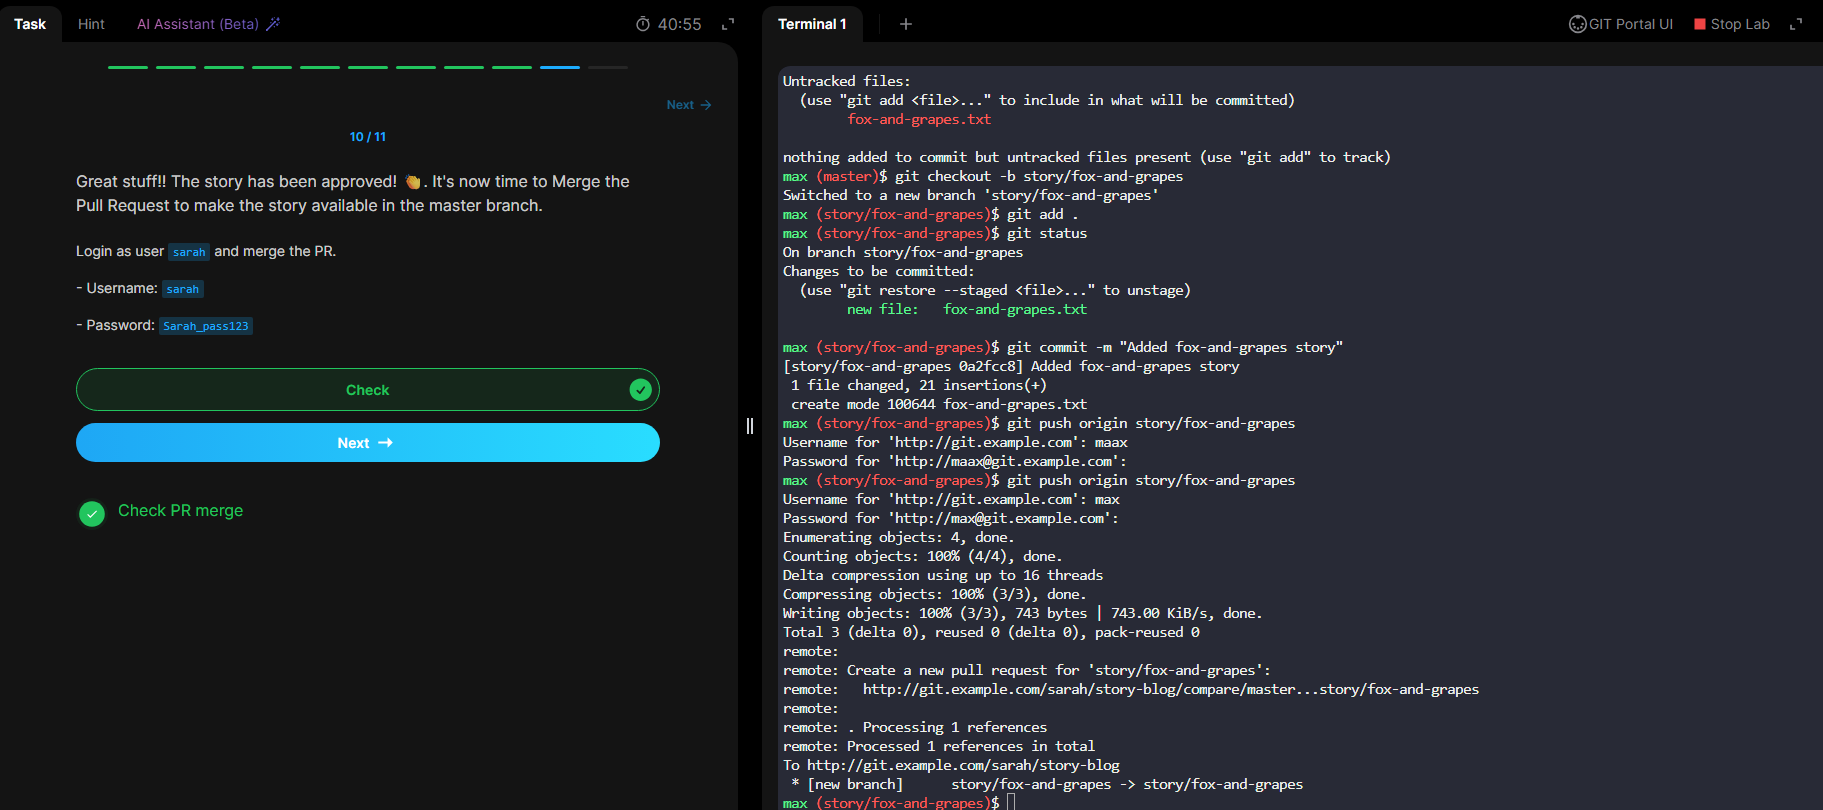 Task
Hint
AI Assistant (Beta)
40:55
Next →
10 / 11
Great stuff!! The story has been approved! 👏. It's now time to Merge the
Pull Request to make the story available in the master branch.
Login as user sarah and merge the PR.
- Username: sarah
- Password: Sarah_pass123
Check
Next →
Check PR merge
Terminal 1
+
GIT Portal UI
Stop Lab
Untracked files:
  (use "git add <file>..." to include in what will be committed)
        fox-and-grapes.txt
nothing added to commit but untracked files present (use "git add" to track)
max (master)$ git checkout -b story/fox-and-grapes
Switched to a new branch 'story/fox-and-grapes'
max (story/fox-and-grapes)$ git add .
max (story/fox-and-grapes)$ git status
On branch story/fox-and-grapes
Changes to be committed:
  (use "git restore --staged <file>..." to unstage)
        new file:   fox-and-grapes.txt
max (story/fox-and-grapes)$ git commit -m "Added fox-and-grapes story"
[story/fox-and-grapes 0a2fcc8] Added fox-and-grapes story
 1 file changed, 21 insertions(+)
 create mode 100644 fox-and-grapes.txt
max (story/fox-and-grapes)$ git push origin story/fox-and-grapes
Username for 'http://git.example.com': maax
Password for 'http://maax@git.example.com':
max (story/fox-and-grapes)$ git push origin story/fox-and-grapes
Username for 'http://git.example.com': max
Password for 'http://max@git.example.com':
Enumerating objects: 4, done.
Counting objects: 100% (4/4), done.
Delta compression using up to 16 threads
Compressing objects: 100% (3/3), done.
Writing objects: 100% (3/3), 743 bytes | 743.00 KiB/s, done.
Total 3 (delta 0), reused 0 (delta 0), pack-reused 0
remote:
remote: Create a new pull request for 'story/fox-and-grapes':
remote:   http://git.example.com/sarah/story-blog/compare/master...story/fox-and-grapes
remote:
remote: . Processing 1 references
remote: Processed 1 references in total
To http://git.example.com/sarah/story-blog
 * [new branch]      story/fox-and-grapes -> story/fox-and-grapes
max (story/fox-and-grapes)$